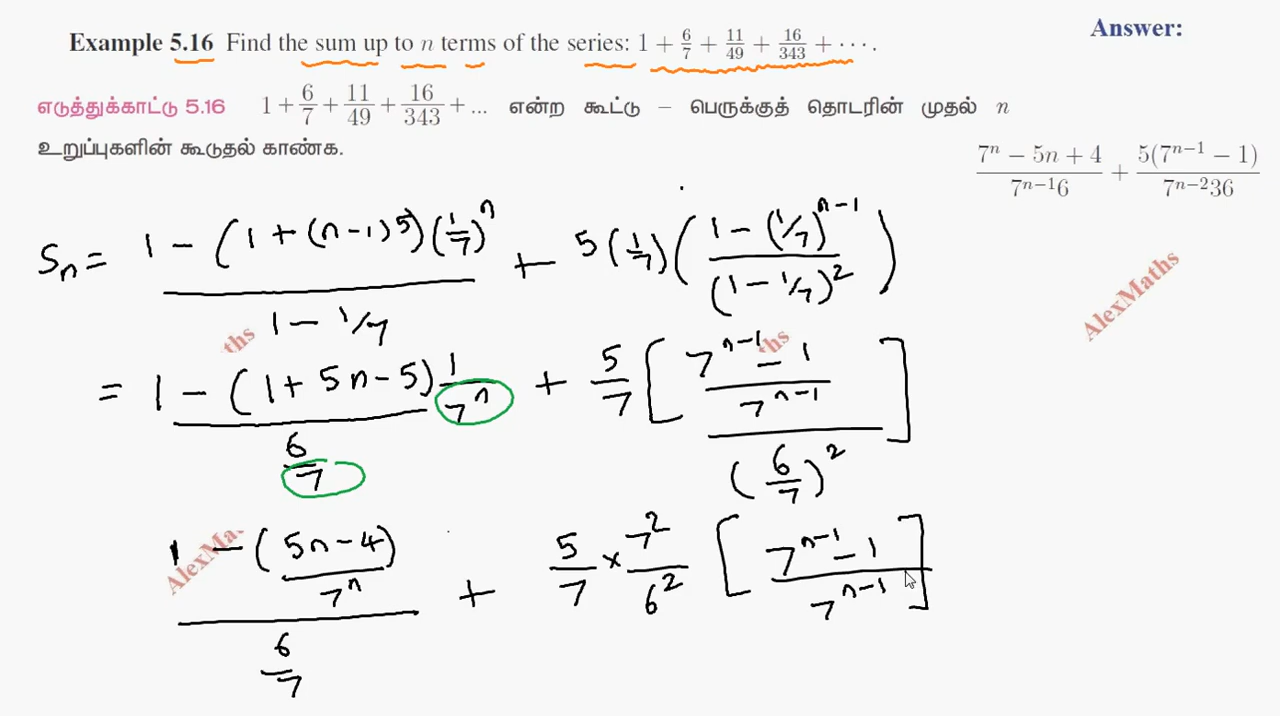 Example 5.16 Find the sum up to n terms of the series: 1 + 6/7 + 11/49 + 16/343 + ⋯.
Answer:
எடுத்துக்காட்டு 5.16 1 + 6/7 + 11/49 + 16/343 + ... என்ற கூட்டு – பெருக்குத் தொடரின் முதல் n
உறுப்புகளின் கூடுதல் காண்க.
(7^n − 5n + 4)/(7^(n−1)6) + 5(7^(n−1) − 1)/(7^(n−2)36)
Sn = (1 − (1 + (n−1)5)(1/7)^n)/(1 − 1/7) + 5(1/7)((1 − (1/7)^(n−1))/(1 − 1/7)^2)
AlexMaths
ths
ths
= (1 − (1 + 5n − 5) 1/7^n)/(6/7) + 5/7 [((7^(n−1) − 1)/7^(n−1))/(6/7)^2]
AlexMa
(1 − (5n − 4)/7^n)/(6/7) + 5/7 × 7^2/6^2 [(7^(n−1) − 1)/7^(n−1)]